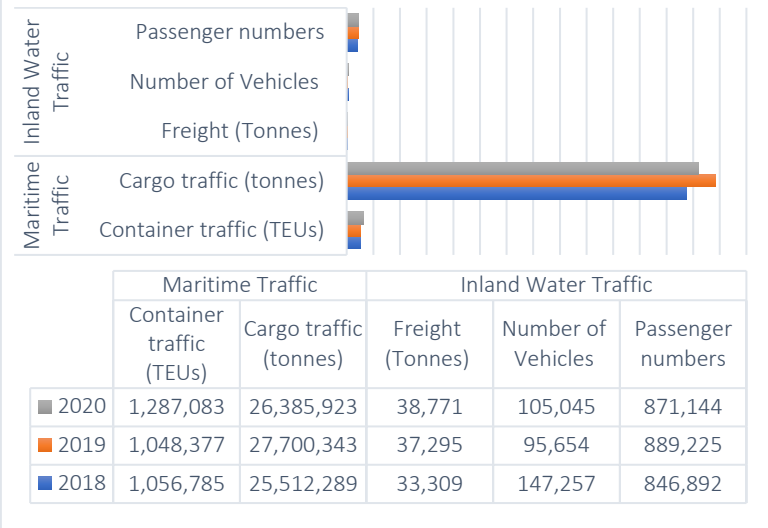 Inland Water
Traffic
Passenger numbers
Number of Vehicles
Freight (Tonnes)
Maritime
Traffic
Cargo traffic (tonnes)
Container traffic (TEUs)
Maritime Traffic Inland Water Traffic
Container
traffic
(TEUs)
Cargo traffic
(tonnes)
Freight
(Tonnes)
Number of
Vehicles
Passenger
numbers
2020 1,287,083 26,385,923 38,771 105,045 871,144
2019 1,048,377 27,700,343 37,295 95,654 889,225
2018 1,056,785 25,512,289 33,309 147,257 846,892